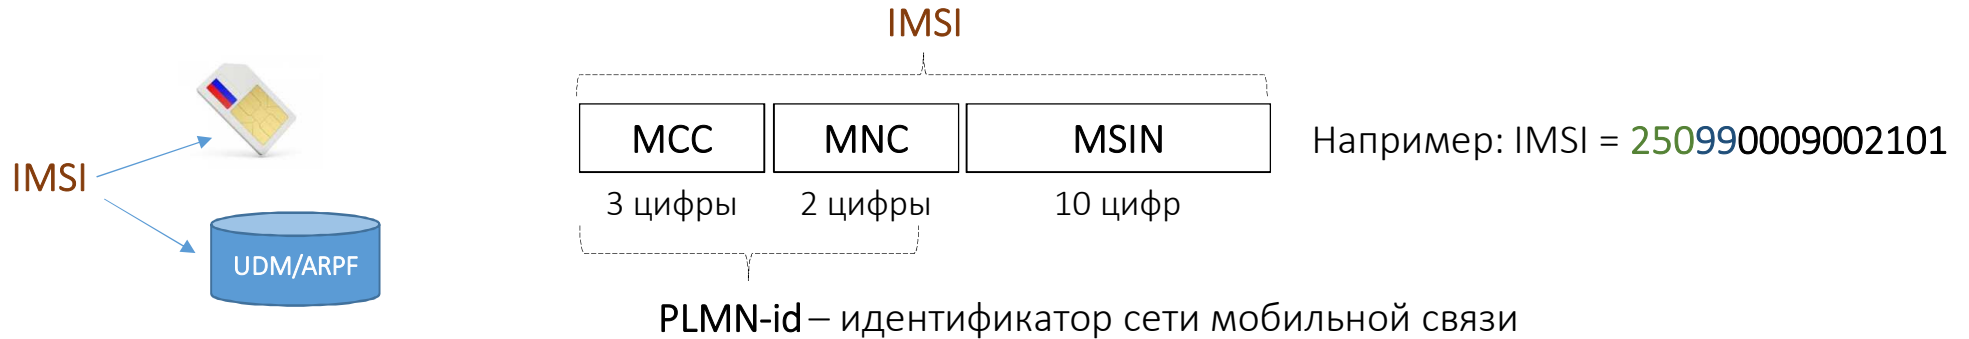 IMSI
MCC MNC MSIN
Например: IMSI = 250990009002101
IMSI
3 цифры 2 цифры 10 цифр
UDM/ARPF
PLMN-id – идентификатор сети мобильной связи